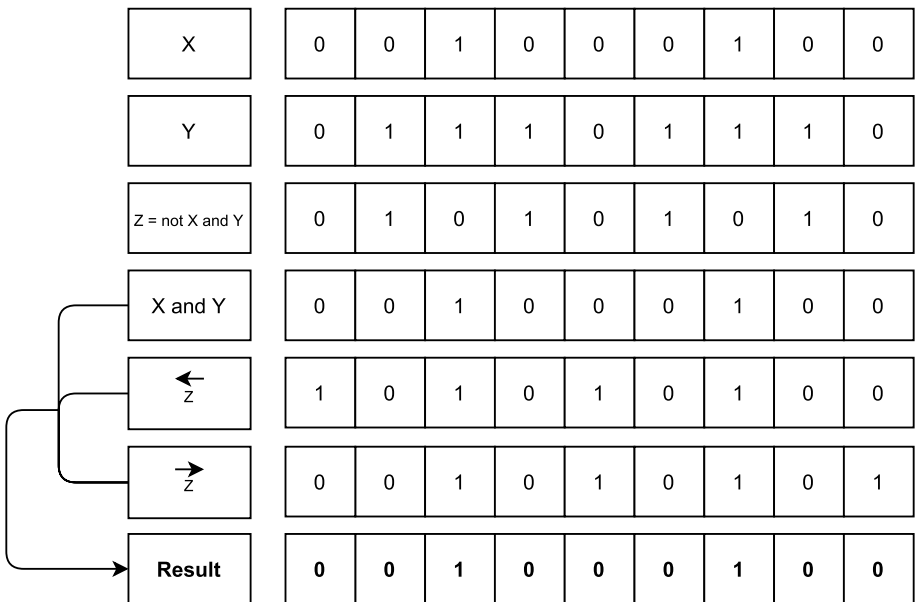 X 0 0 1 0 0 0 1 0 0
Y 0 1 1 1 0 1 1 1 0
Z = not X and Y 0 1 0 1 0 1 0 1 0
X and Y 0 0 1 0 0 0 1 0 0
Z 1 0 1 0 1 0 1 0 0
Z 0 0 1 0 1 0 1 0 1
Result 0 0 1 0 0 0 1 0 0